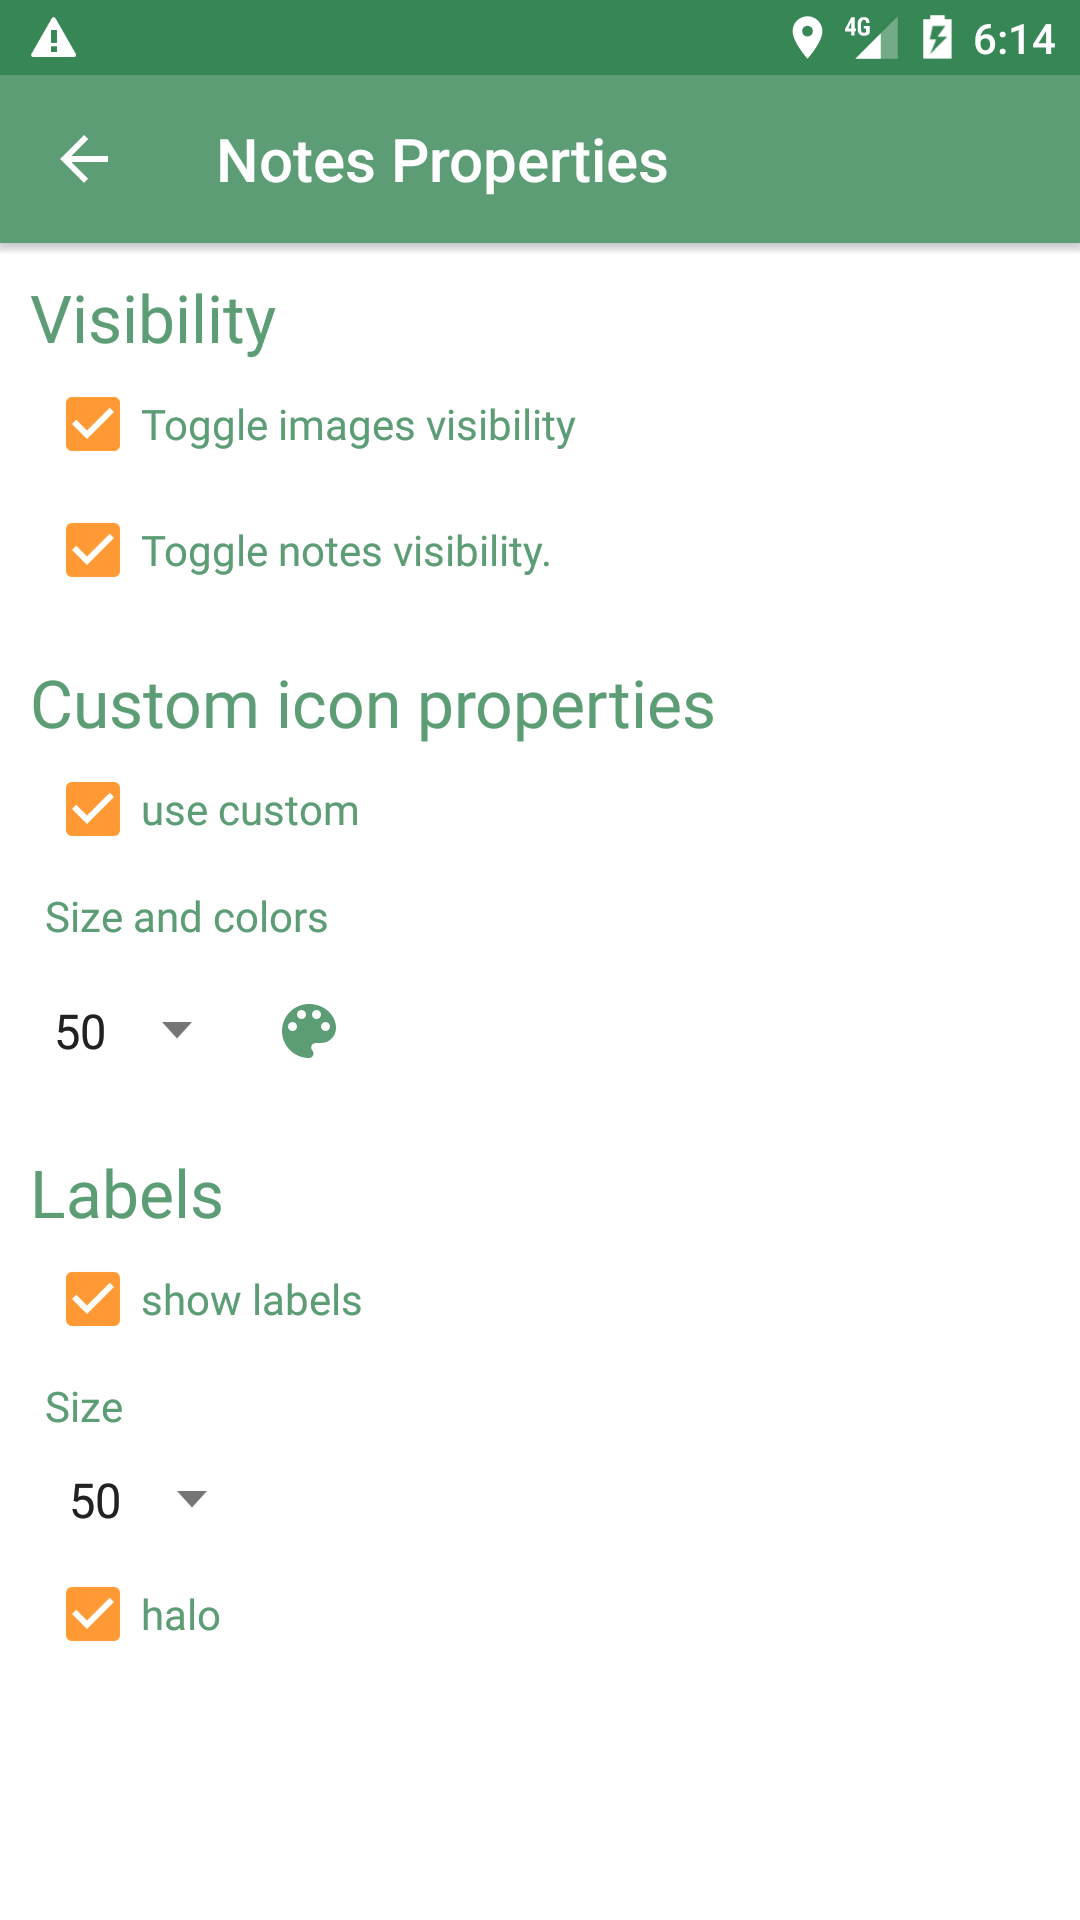 4G 6:14
Notes Properties
Visibility
Toggle images visibility
Toggle notes visibility.
Custom icon properties
use custom
Size and colors
50
Labels
show labels
Size
50
halo